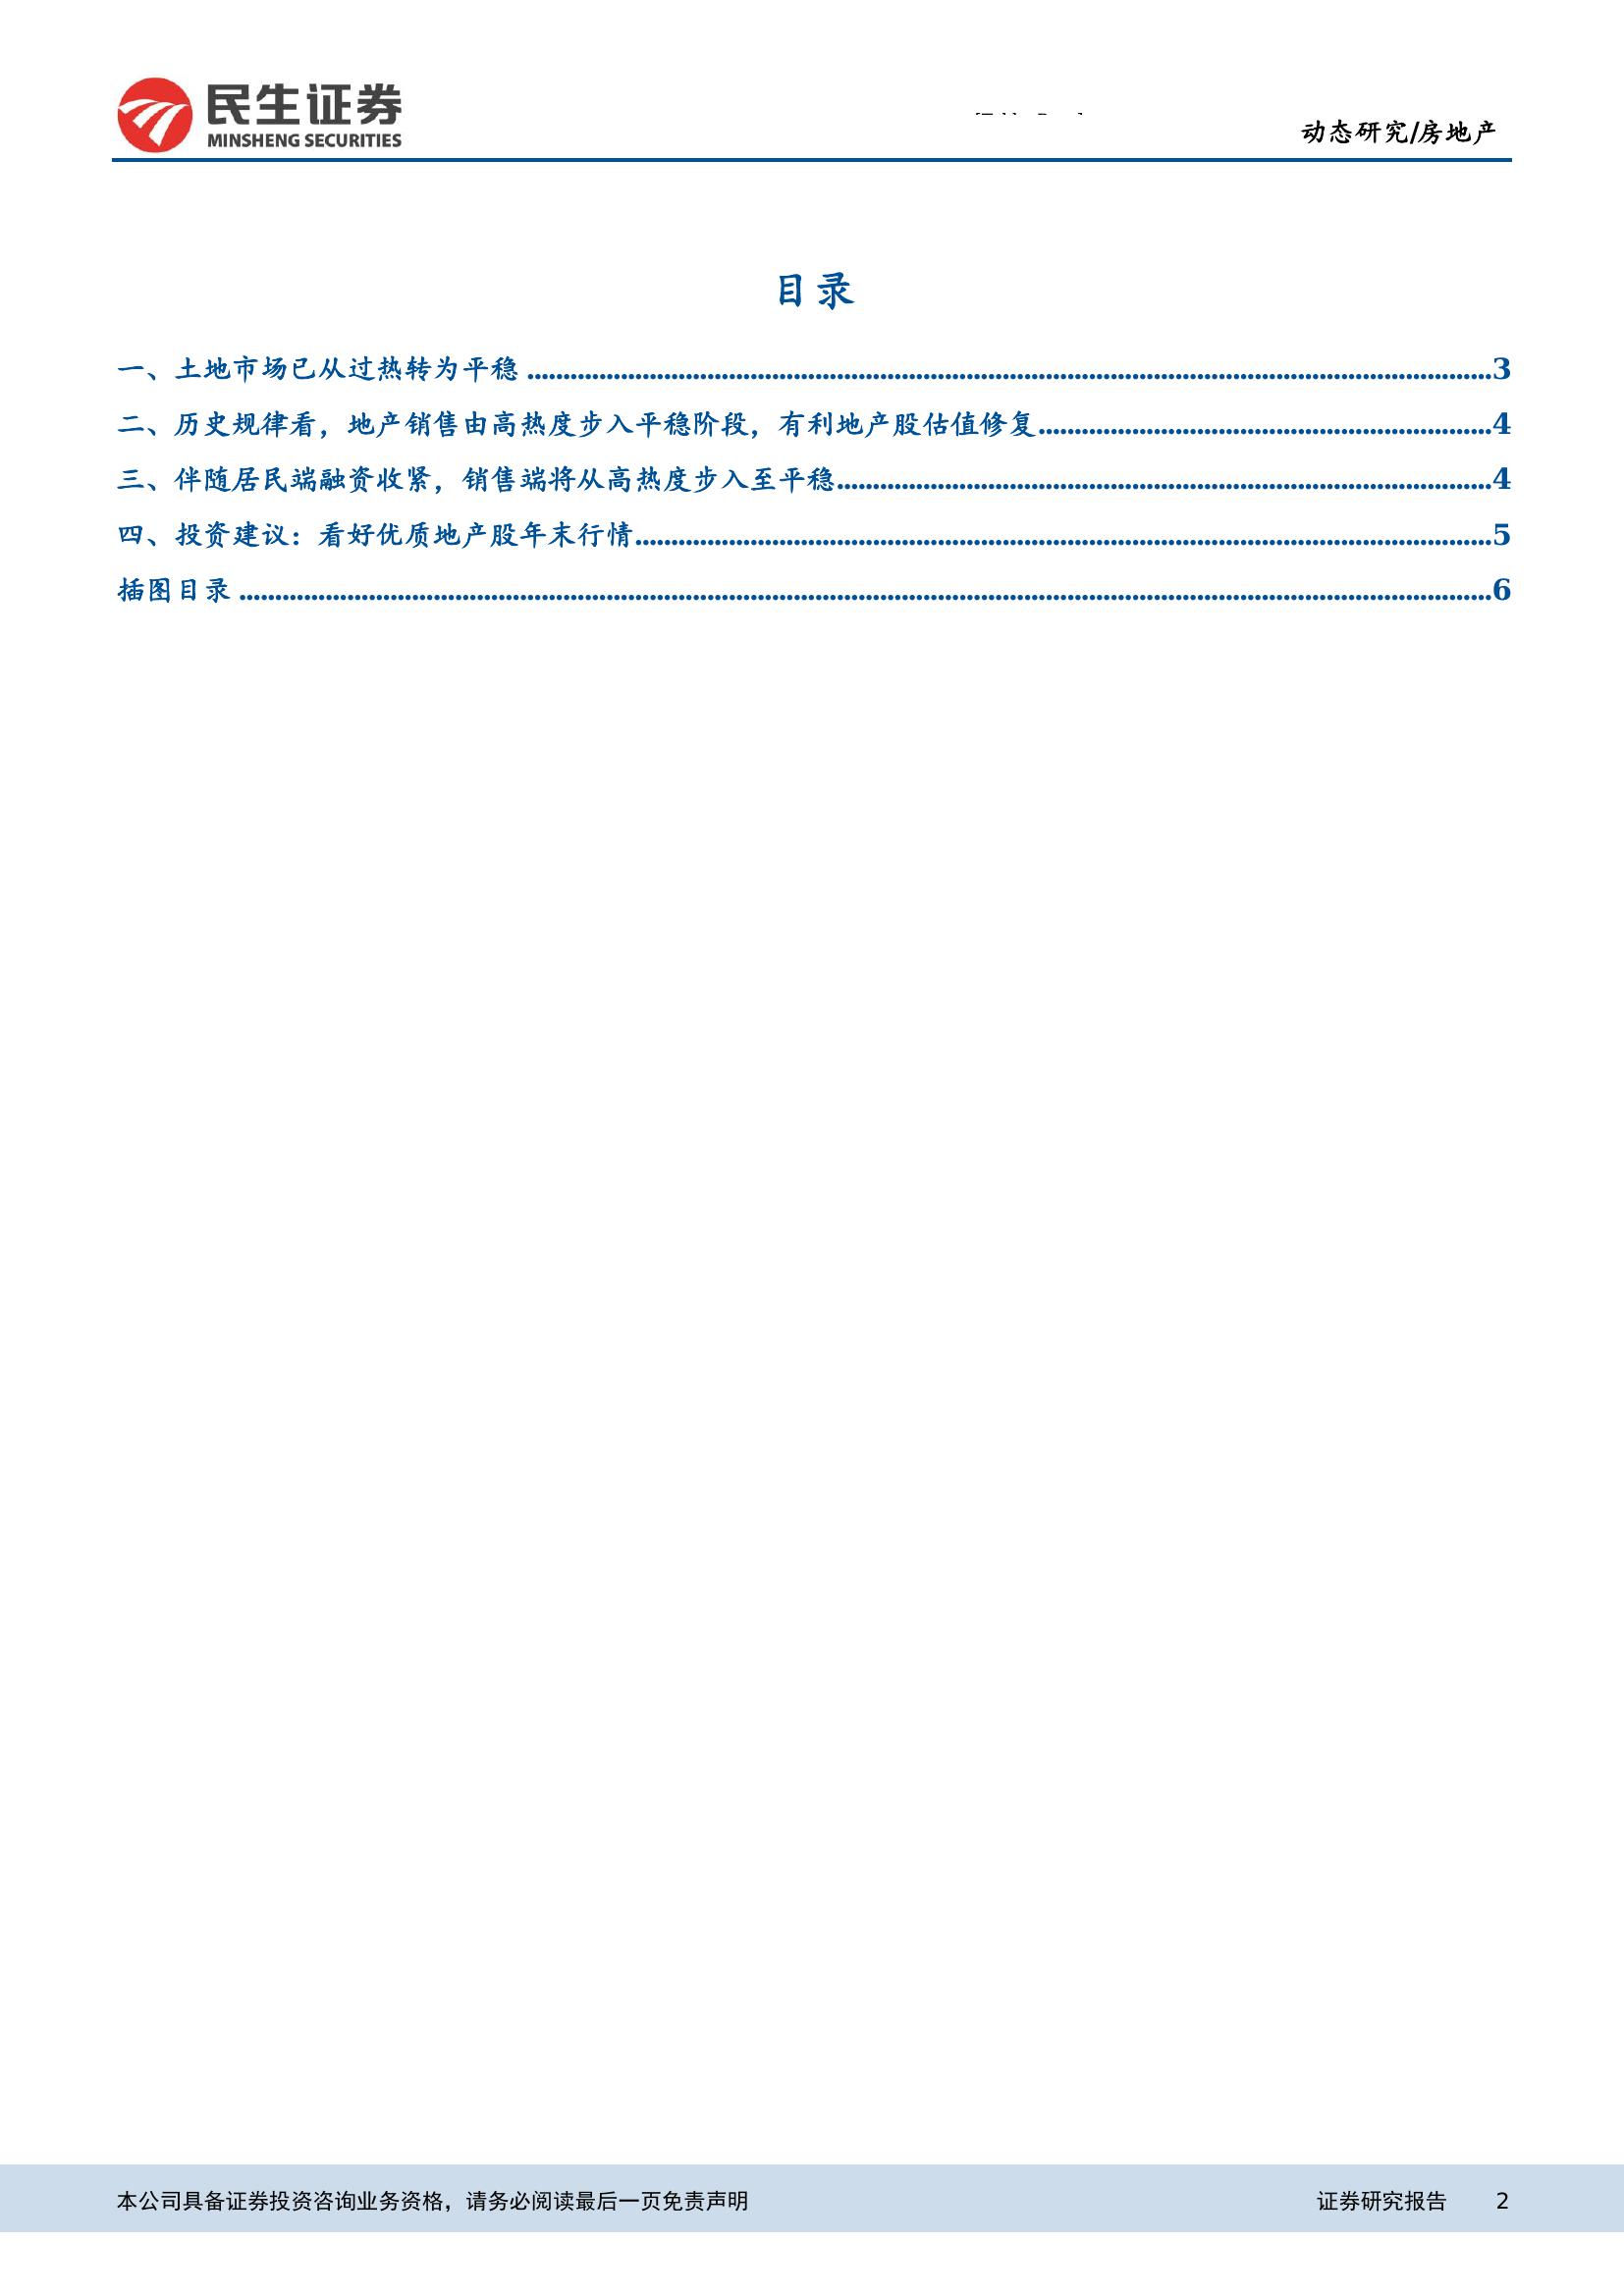 民生证券
MINSHENG SECURITIES
动态研究/房地产
目录
一、土地市场已从过热转为平稳 ........................................................................................................................................3
二、历史规律看，地产销售由高热度步入平稳阶段，有利地产股估值修复................................................................4
三、伴随居民端融资收紧，销售端将从高热度步入至平稳............................................................................................4
四、投资建议：看好优质地产股年末行情........................................................................................................................5
插图目录 ................................................................................................................................................................................6
本公司具备证券投资咨询业务资格，请务必阅读最后一页免责声明 证券研究报告 2